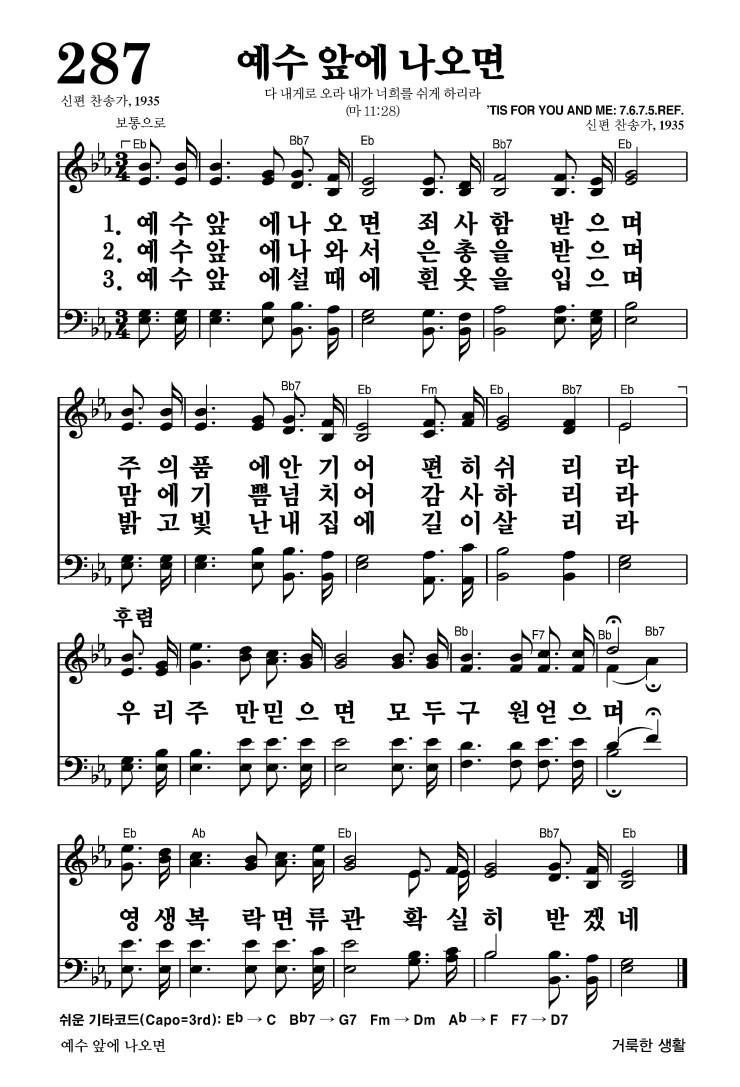 287 예수 앞에 나오면
신편 찬송가, 1935 다 내게로 오라 내가 너희를 쉬게 하리라
(마 11:28) 'TIS FOR YOU AND ME: 7.6.7.5.REF.
보통으로 신편 찬송가, 1935
Eb Bb7 Eb Bb7 Eb
3/4
1. 예 수 앞 에 나 오 면 죄 사 함 받 으 며
2. 예 수 앞 에 나 와 서 은 총 을 받 으 며
3. 예 수 앞 에 설 때 에 흰 옷 을 입 으 며
3/4
Bb7 Eb Fm Eb Bb7 Eb
주 의 품 에 안 기 어 편 히 쉬 리 라
맘 에 기 쁨 넘 치 어 감 사 하 리 라
밝 고 빛 난 내 집 에 길 이 살 리 라
후렴
Bb F7 Bb Bb7
우 리 주 만 믿 으 면 모 두 구 원 얻 으 며
Eb Ab Eb Bb7 Eb
영 생 복 락 면 류 관 확 실 히 받 겠 네
쉬운 기타코드(Capo=3rd): Eb → C Bb7 → G7 Fm → Dm Ab → F F7 → D7
예수 앞에 나오면 거룩한 생활